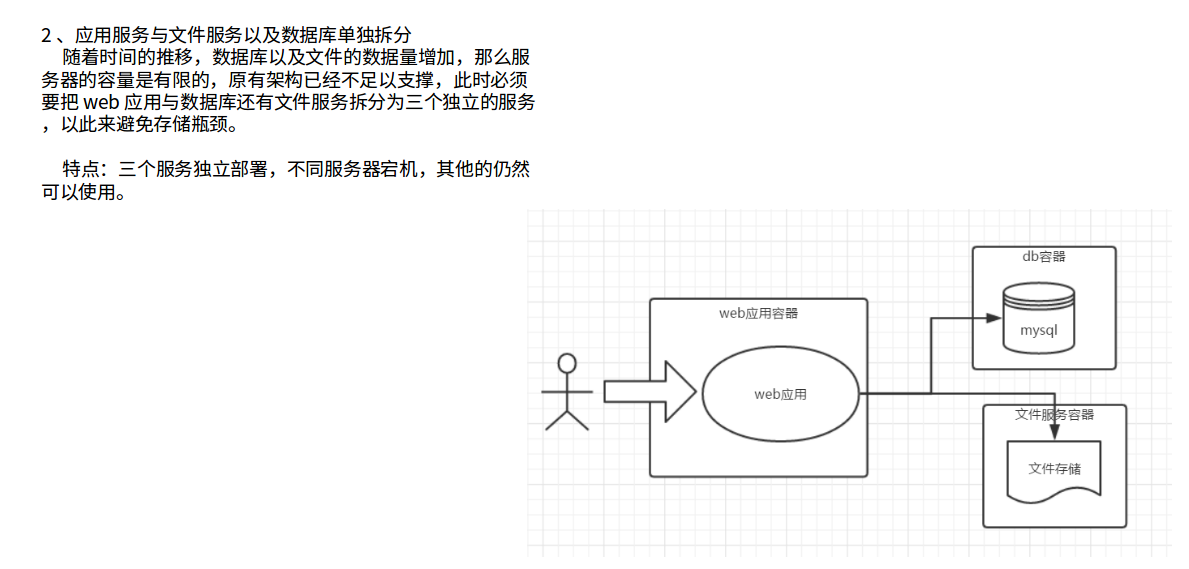 2、应用服务与文件服务以及数据库单独拆分
随着时间的推移，数据库以及文件的数据量增加，那么服
务器的容量是有限的，原有架构已经不足以支撑，此时必须
要把 web 应用与数据库还有文件服务拆分为三个独立的服务
，以此来避免存储瓶颈。
特点：三个服务独立部署，不同服务器宕机，其他的仍然
可以使用。
db容器
mysql
web应用容器
web应用
文件服务容器
文件存储